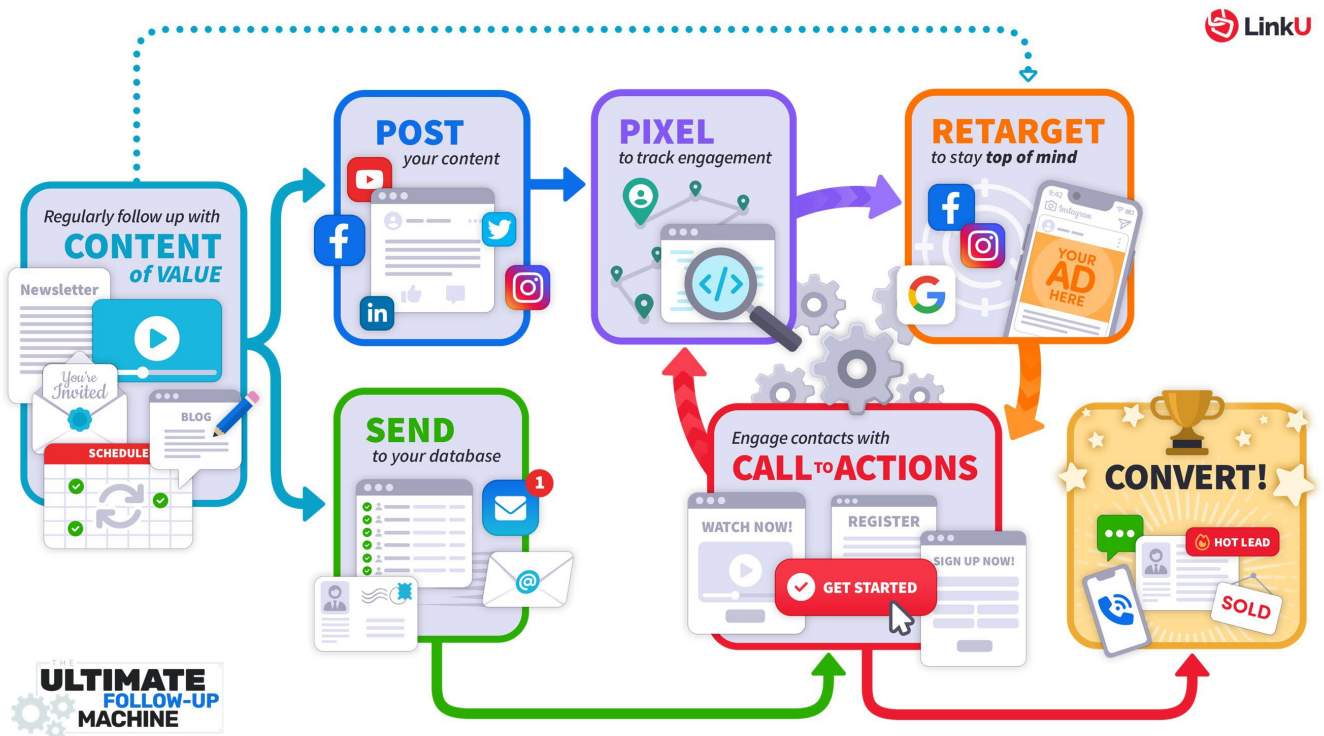 LinkU
Regularly follow up with
CONTENT
of VALUE
Newsletter
You're
Invited
BLOG
SCHEDULE
POST
your content
in
SEND
to your database
1
@
PIXEL
to track engagement
</>
RETARGET
to stay top of mind
9:42
Instagram
YOUR
AD
HERE
G
Engage contacts with
CALL TO ACTIONS
WATCH NOW!
REGISTER
SIGN UP NOW!
GET STARTED
CONVERT!
HOT LEAD
SOLD
THE
ULTIMATE
FOLLOW-UP
MACHINE